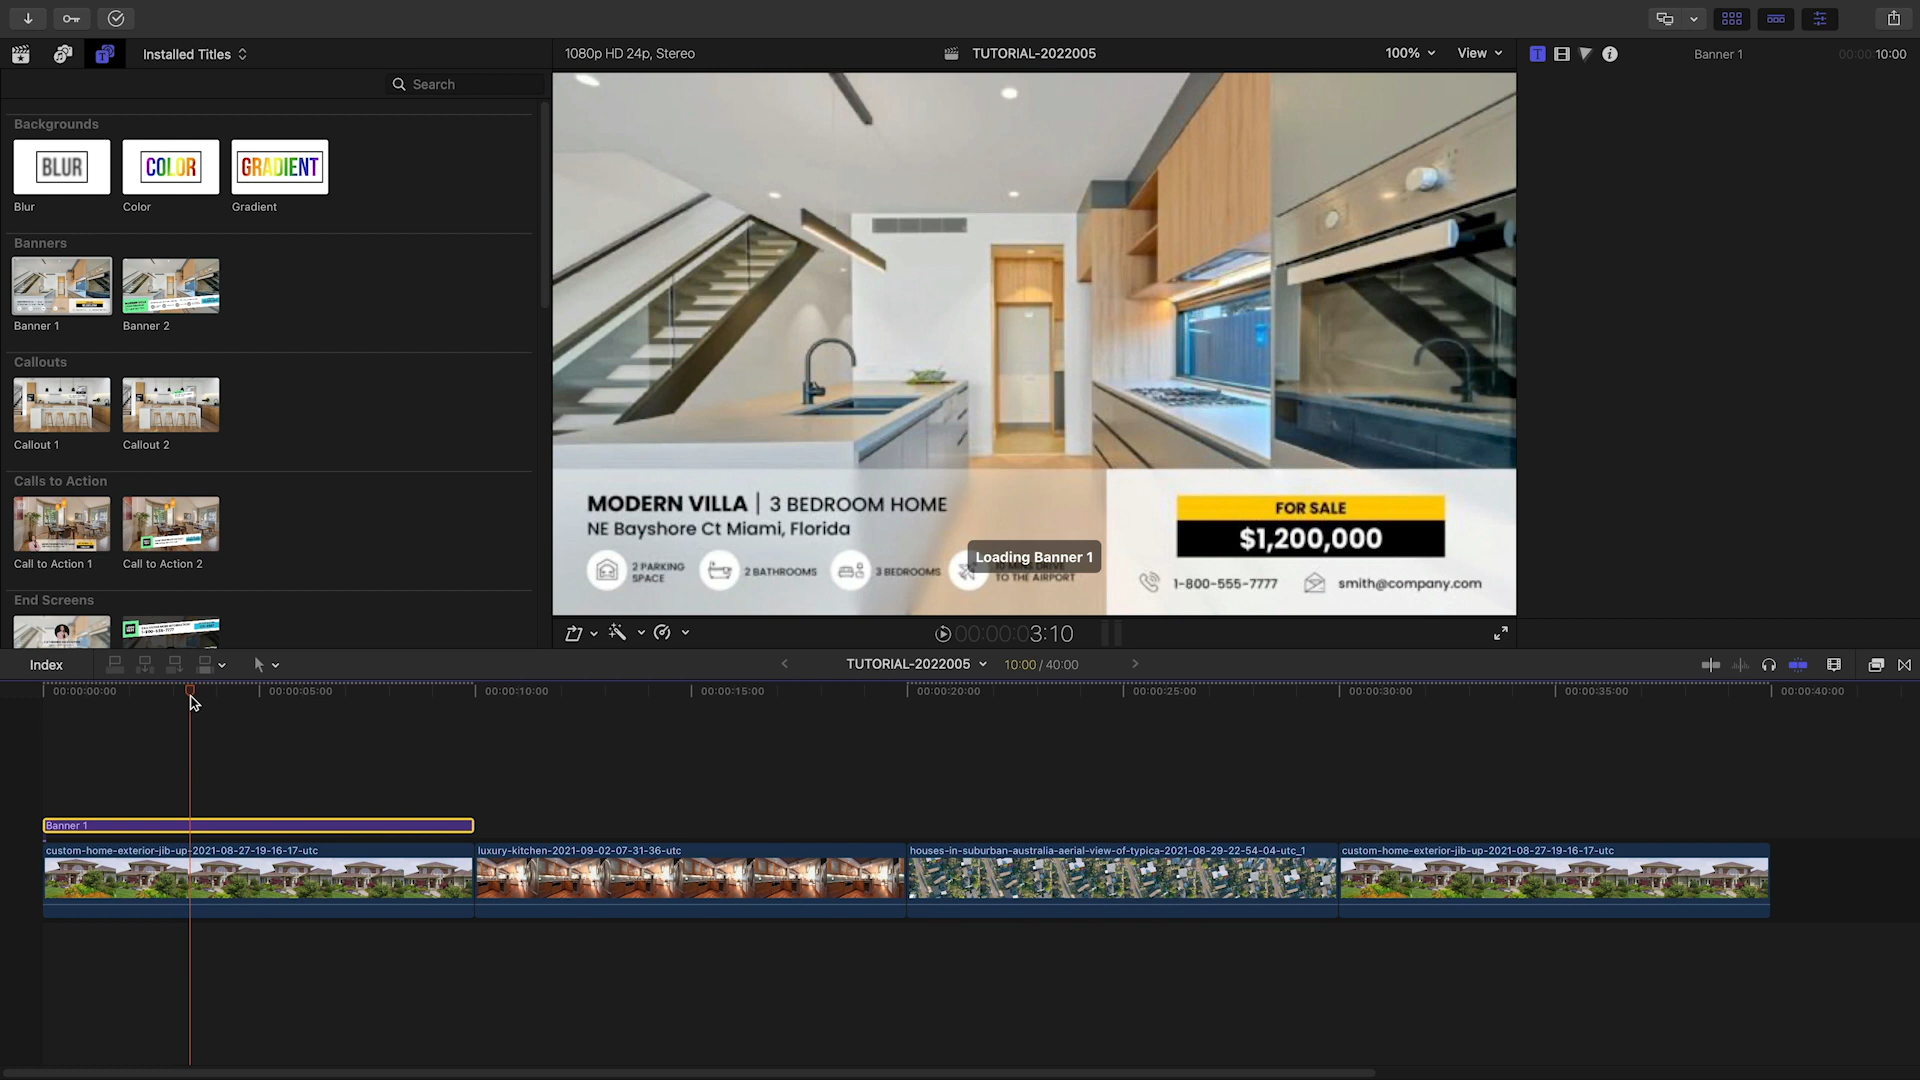 Installed Titles
1080p HD 24p, Stereo
TUTORIAL-2022005
100%
View
Banner 1
00:00:10:00
Search
Backgrounds
BLUR
COLOR
GRADIENT
Blur
Color
Gradient
Banners
Banner 1
Banner 2
Callouts
Callout 1
Callout 2
Calls to Action
Call to Action 1
Call to Action 2
End Screens
MODERN VILLA | 3 BEDROOM HOME
NE Bayshore Ct Miami, Florida
2 PARKING
SPACE
2 BATHROOMS
3 BEDROOMS
10 MINS DRIVE
TO THE AIRPORT
Loading Banner 1
FOR SALE
$1,200,000
1-800-555-7777
smith@company.com
00:00:03:10
Index
TUTORIAL-2022005
10:00 / 40:00
00:00:00:00
00:00:05:00
00:00:10:00
00:00:15:00
00:00:20:00
00:00:25:00
00:00:30:00
00:00:35:00
00:00:40:00
Banner 1
custom-home-exterior-jib-up-2021-08-27-19-16-17-utc
luxury-kitchen-2021-09-02-07-31-36-utc
houses-in-suburban-australia-aerial-view-of-typica-2021-08-29-22-54-04-utc_1
custom-home-exterior-jib-up-2021-08-27-19-16-17-utc